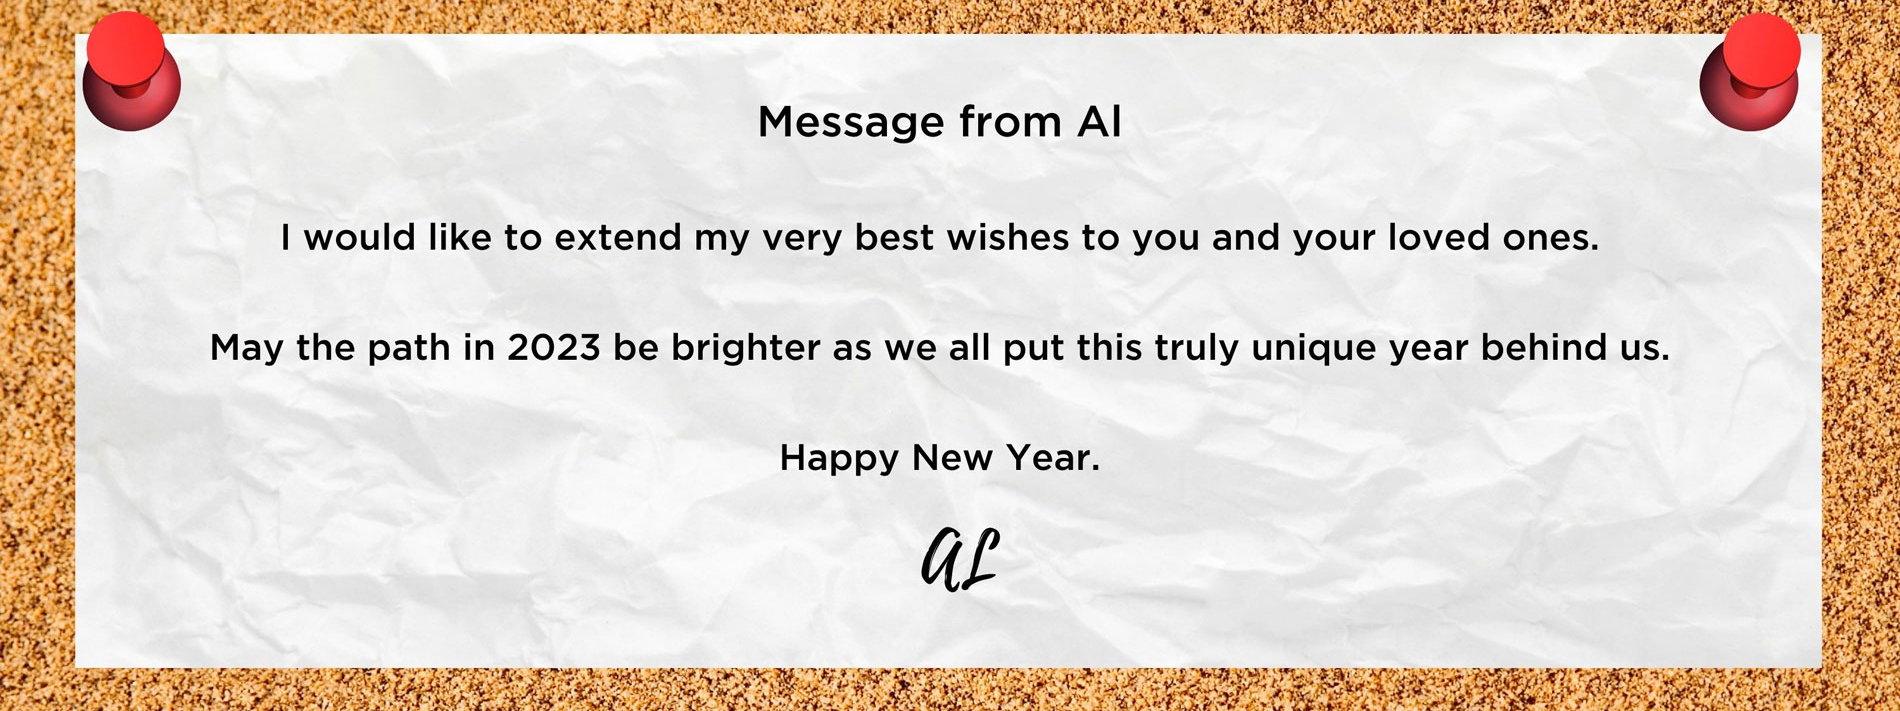 Message from Al
I would like to extend my very best wishes to you and your loved ones.
May the path in 2023 be brighter as we all put this truly unique year behind us.
Happy New Year.
AL